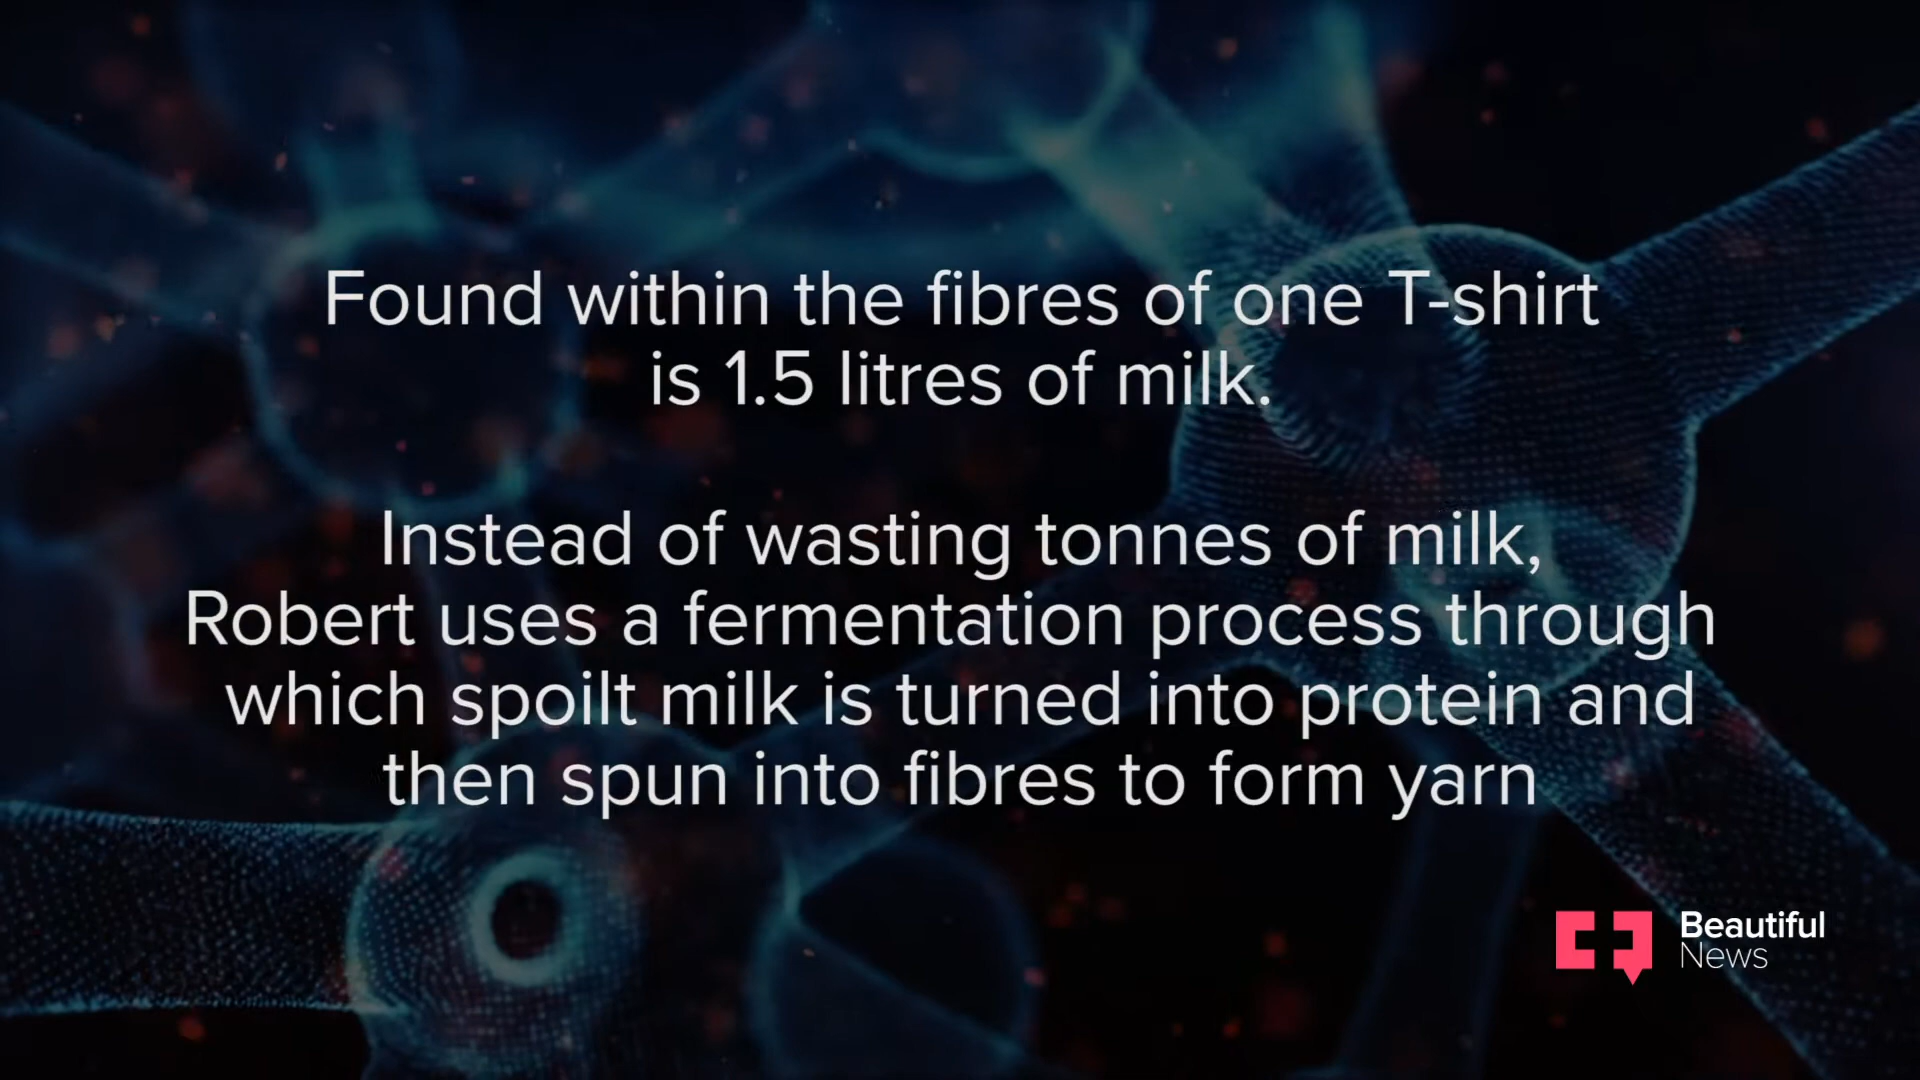 Found within the fibres of one T-shirt
is 1.5 litres of milk.
Instead of wasting tonnes of milk,
Robert uses a fermentation process through
which spoilt milk is turned into protein and
then spun into fibres to form yarn
Beautiful
News